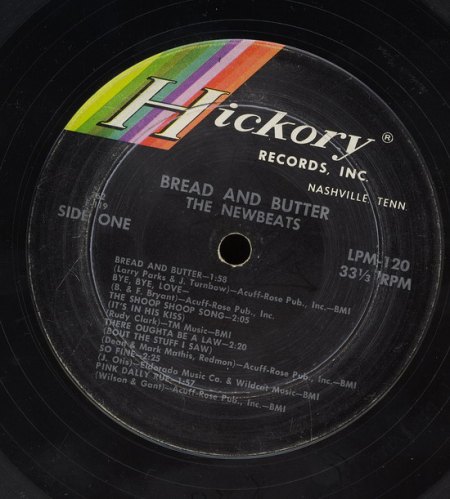 Hickory ®
RECORDS, INC.
NASHVILLE, TENN
BREAD AND BUTTER
THE NEWBEATS
SIDE ONE
LPM-120
33⅓ RPM
BREAD AND BUTTER—1:58
(Larry Parks & J. Turnbow)—Acuff-Rose Pub., Inc.—BMI
BYE, BYE, LOVE—
(B. & F. Bryant)—Acuff-Rose Pub., Inc.—BMI
THE SHOOP SHOOP SONG—2:05
(IT'S IN HIS KISS)
(Rudy Clark)—TM Music—BMI
THERE OUGHTA BE A LAW—2:20
(BOUT THE STUFF I SAW)
(Dean & Mark Mathis, Redmon)—Acuff-Rose Pub., Inc.—BMI
SO FINE—2:25
(J. Otis)—Eldorado Music Co. & Wildcat Music—BMI
PINK DALLY RUE—1:57
(Wilson & Gant)—Acuff-Rose Pub., Inc.—BMI